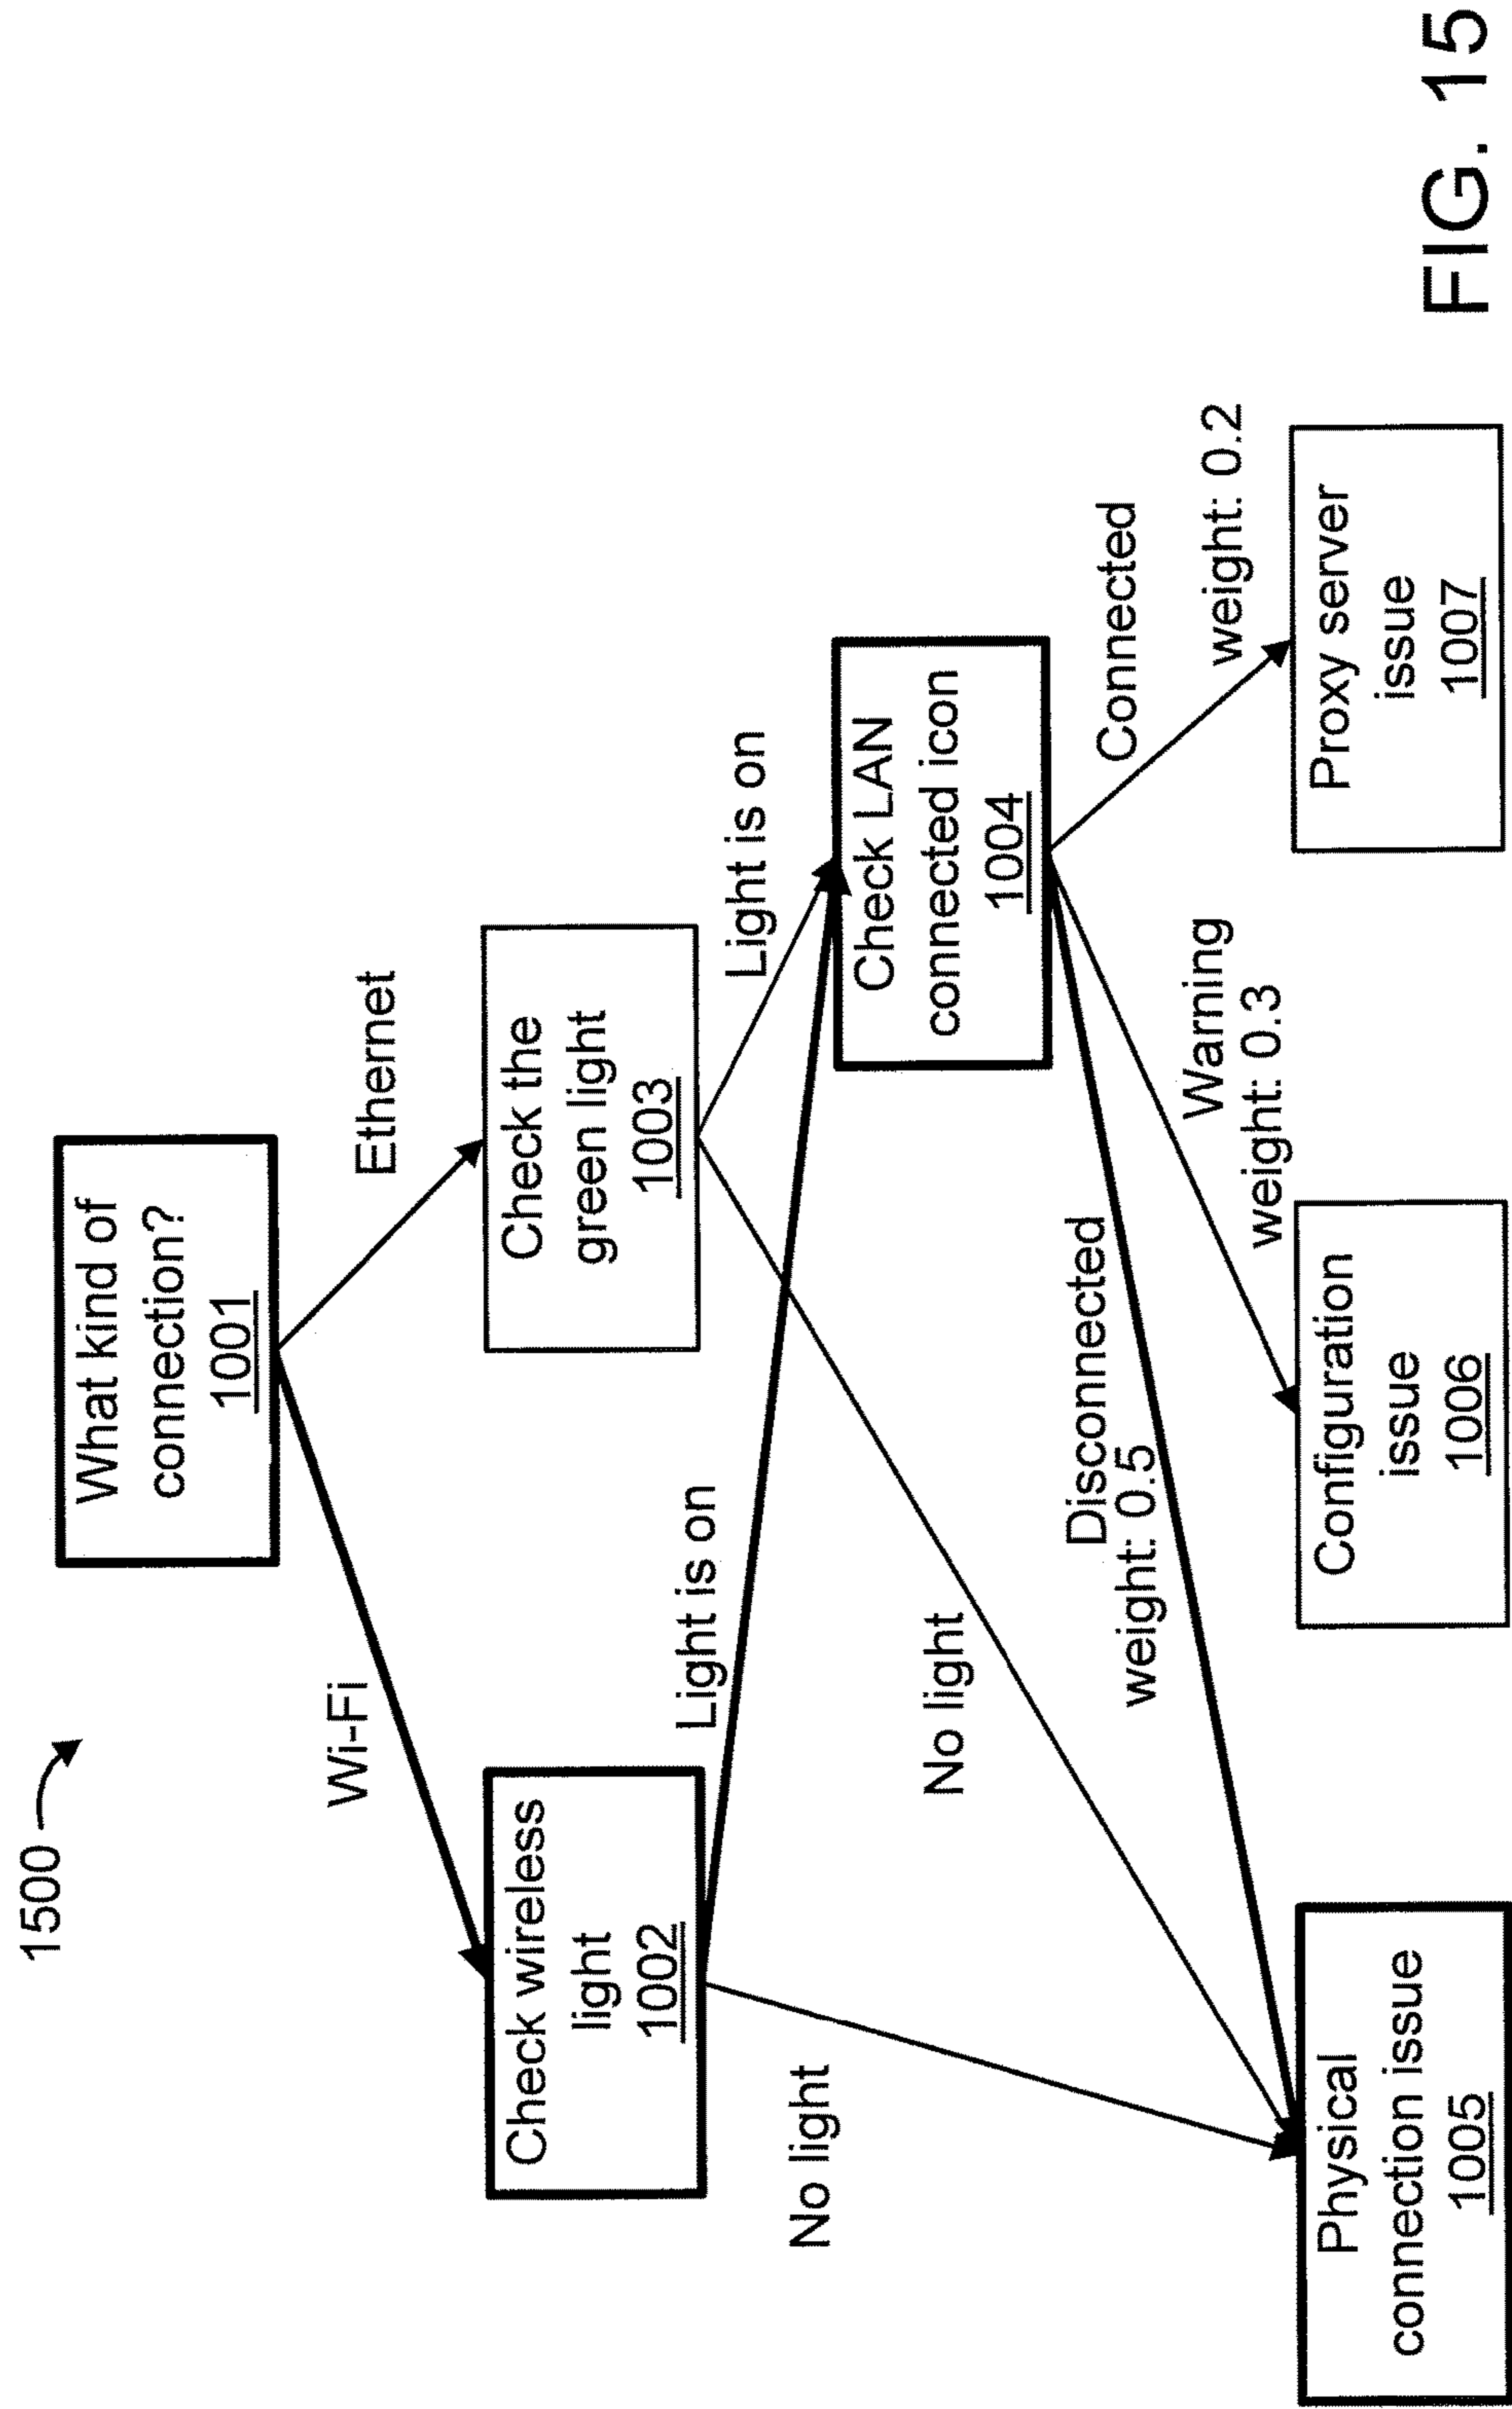 1500
What kind of
connection?
1001
Wi-Fi
Ethernet
Check wireless
light
1002
Check the
green light
1003
Light is on
Light is on
No light
No light
Check LAN
connected icon
1004
Disconnected
weight: 0.5
Warning
weight: 0.3
Connected
weight: 0.2
Physical
connection issue
1005
Configuration
issue
1006
Proxy server
issue
1007
FIG. 15